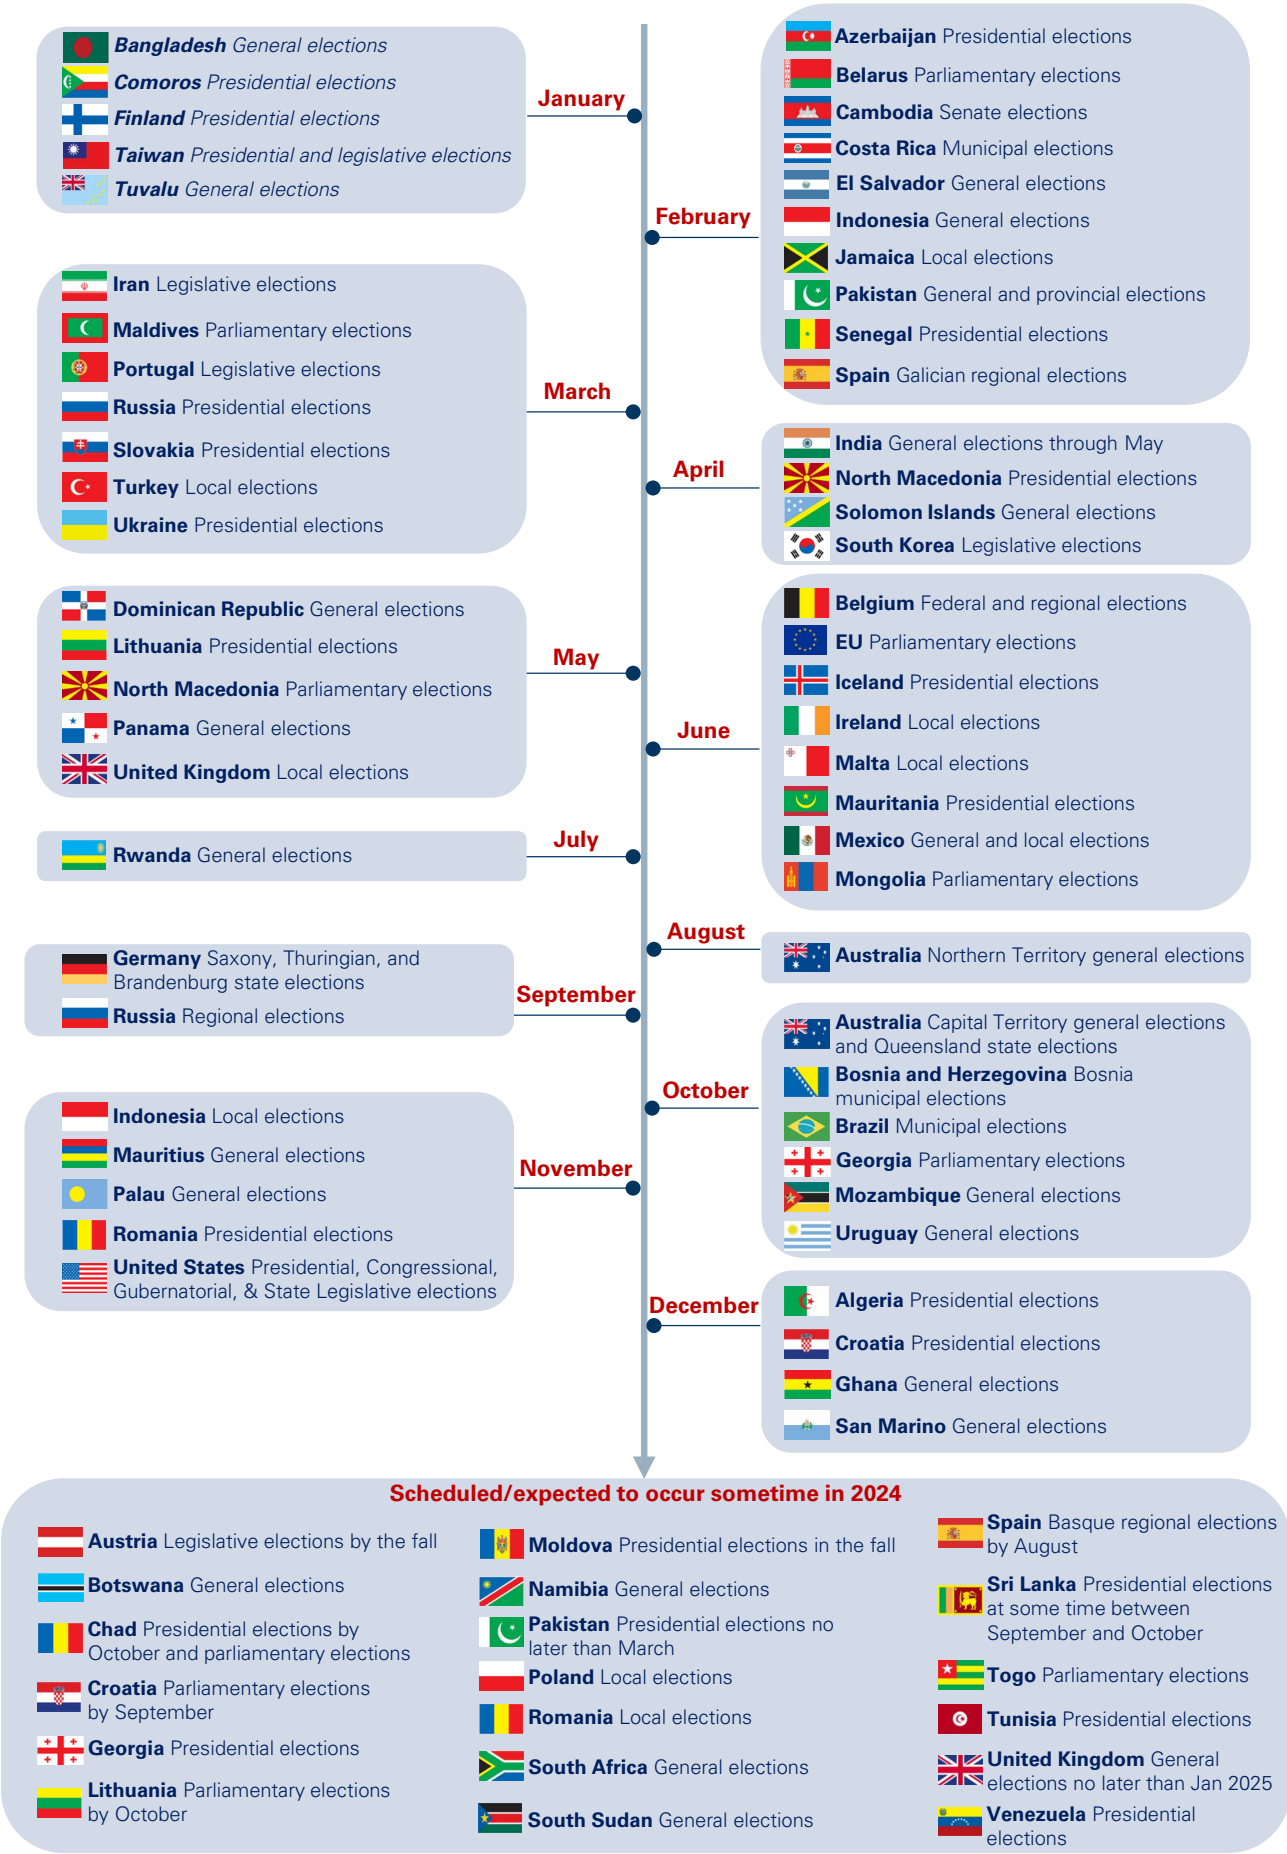 January
Bangladesh General elections
Comoros Presidential elections
Finland Presidential elections
Taiwan Presidential and legislative elections
Tuvalu General elections
February
Azerbaijan Presidential elections
Belarus Parliamentary elections
Cambodia Senate elections
Costa Rica Municipal elections
El Salvador General elections
Indonesia General elections
Jamaica Local elections
Pakistan General and provincial elections
Senegal Presidential elections
Spain Galician regional elections
March
Iran Legislative elections
Maldives Parliamentary elections
Portugal Legislative elections
Russia Presidential elections
Slovakia Presidential elections
Turkey Local elections
Ukraine Presidential elections
April
India General elections through May
North Macedonia Presidential elections
Solomon Islands General elections
South Korea Legislative elections
May
Dominican Republic General elections
Lithuania Presidential elections
North Macedonia Parliamentary elections
Panama General elections
United Kingdom Local elections
June
Belgium Federal and regional elections
EU Parliamentary elections
Iceland Presidential elections
Ireland Local elections
Malta Local elections
Mauritania Presidential elections
Mexico General and local elections
Mongolia Parliamentary elections
July
Rwanda General elections
August
Australia Northern Territory general elections
September
Germany Saxony, Thuringian, and
Brandenburg state elections
Russia Regional elections
October
Australia Capital Territory general elections
and Queensland state elections
Bosnia and Herzegovina Bosnia
municipal elections
Brazil Municipal elections
Georgia Parliamentary elections
Mozambique General elections
Uruguay General elections
November
Indonesia Local elections
Mauritius General elections
Palau General elections
Romania Presidential elections
United States Presidential, Congressional,
Gubernatorial, & State Legislative elections
December
Algeria Presidential elections
Croatia Presidential elections
Ghana General elections
San Marino General elections
Scheduled/expected to occur sometime in 2024
Austria Legislative elections by the fall
Botswana General elections
Chad Presidential elections by
October and parliamentary elections
Croatia Parliamentary elections
by September
Georgia Presidential elections
Lithuania Parliamentary elections
by October
Moldova Presidential elections in the fall
Namibia General elections
Pakistan Presidential elections no
later than March
Poland Local elections
Romania Local elections
South Africa General elections
South Sudan General elections
Spain Basque regional elections
by August
Sri Lanka Presidential elections
at some time between
September and October
Togo Parliamentary elections
Tunisia Presidential elections
United Kingdom General
elections no later than Jan 2025
Venezuela Presidential
elections